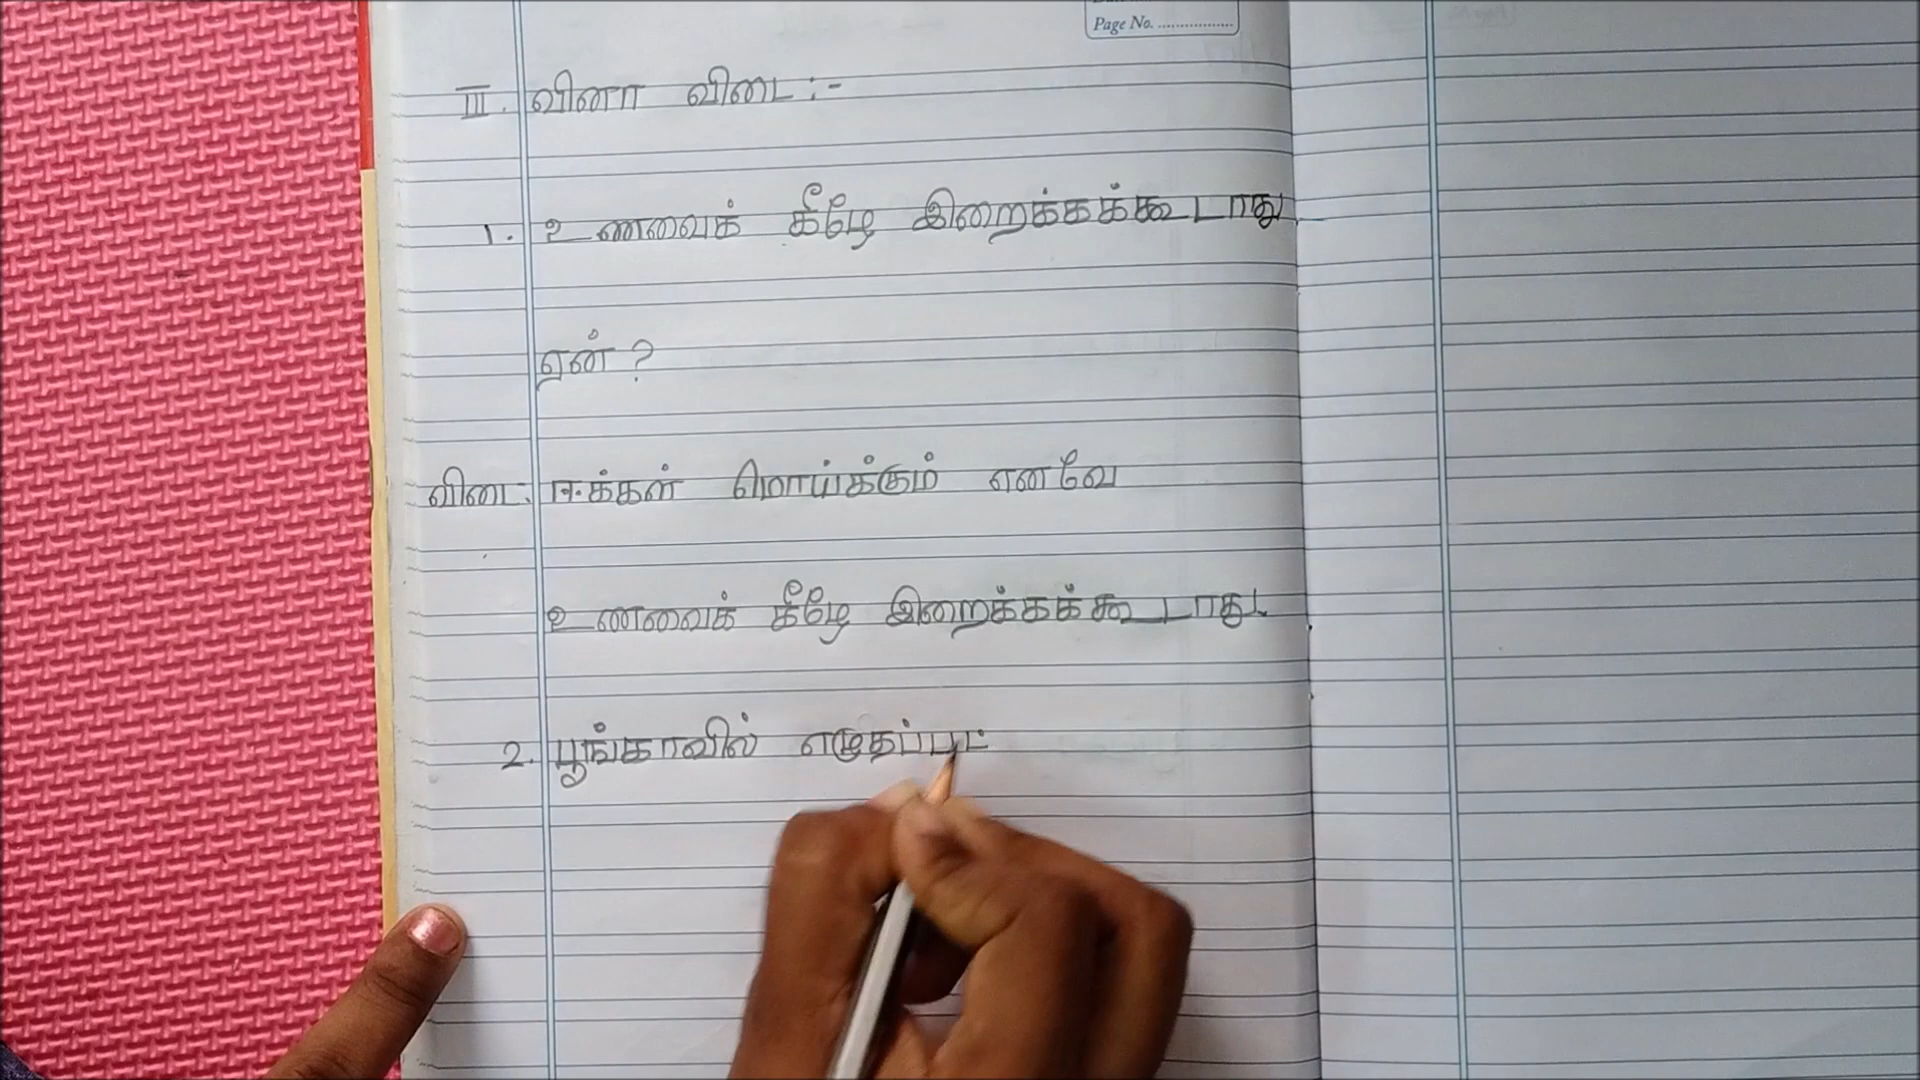 Page No. ..................
III. வினா விடை :-
1. உணவைக் கீழே இறைக்கக்கூடாது
ஏன் ?
விடை: ஈக்கள் மொய்க்கும் எனவே
உணவைக் கீழே இறைக்கக்கூடாது.
2. பூங்காவில் எழுதப்பட்